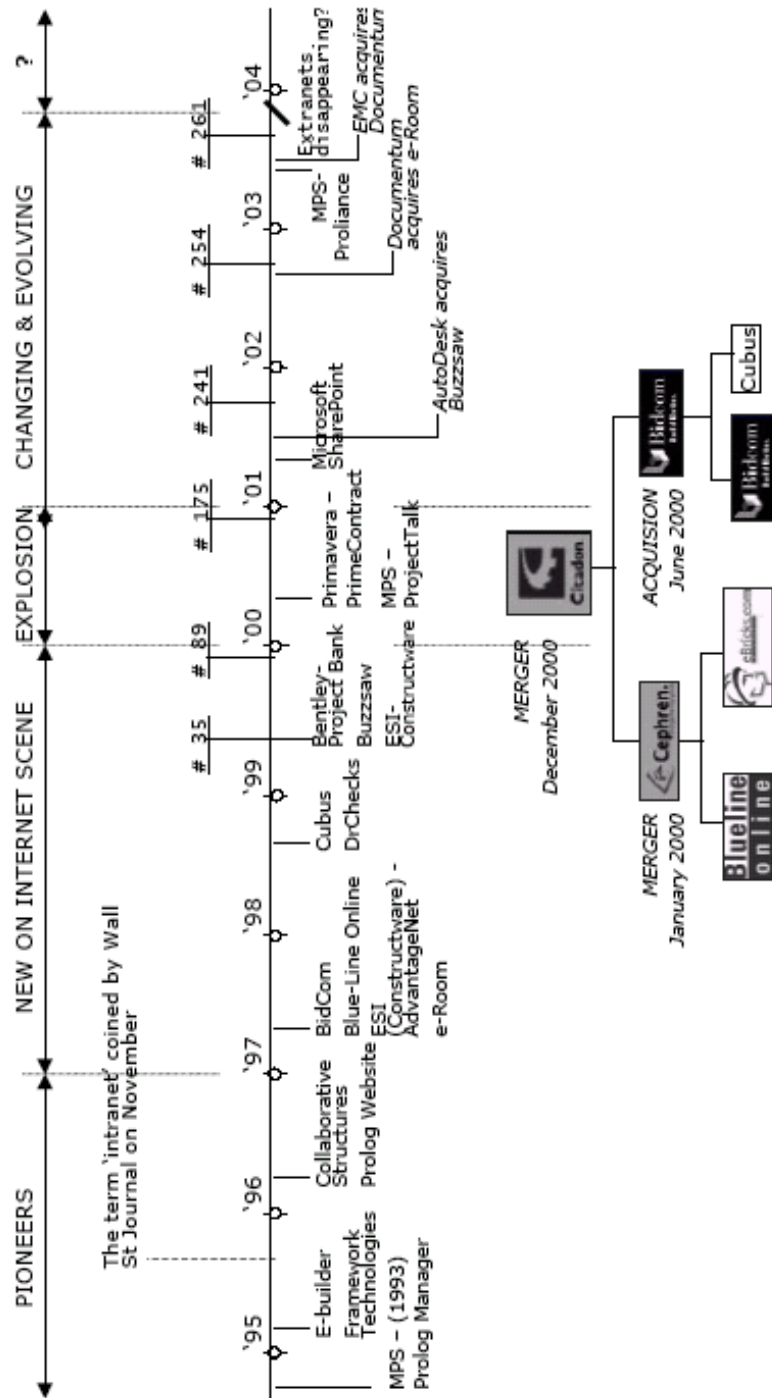 PIONEERS
NEW ON INTERNET SCENE
EXPLOSION
CHANGING & EVOLVING
?
The term 'intranet' coined by Wall
St Journal on November
# 35
# 89
# 175
# 241
# 254
# 261
'95
'96
'97
'98
'99
'00
'01
'02
'03
'04
MPS – (1993)
Prolog Manager
E-builder
Framework
Technologies
Collaborative
Structures
Prolog Website
BidCom
Blue-Line Online
ESI
(Constructware) -
AdvantageNet
e-Room
Cubus
DrChecks
Bentley-
Project Bank
Buzzsaw
ESI-
Constructware
Primavera –
PrimeContract
MPS –
ProjectTalk
Microsoft
SharePoint
AutoDesk acquires
Buzzsaw
Documentum
acquires e-Room
MPS-
Proliance
EMC acquires
Documentun
Extranets
disappearing?
MERGER
December 2000
Citadon
MERGER
January 2000
Cephren.
ACQUISION
June 2000
Bidcom
Blueline
online
eBricks.com
Bidcom
Cubus